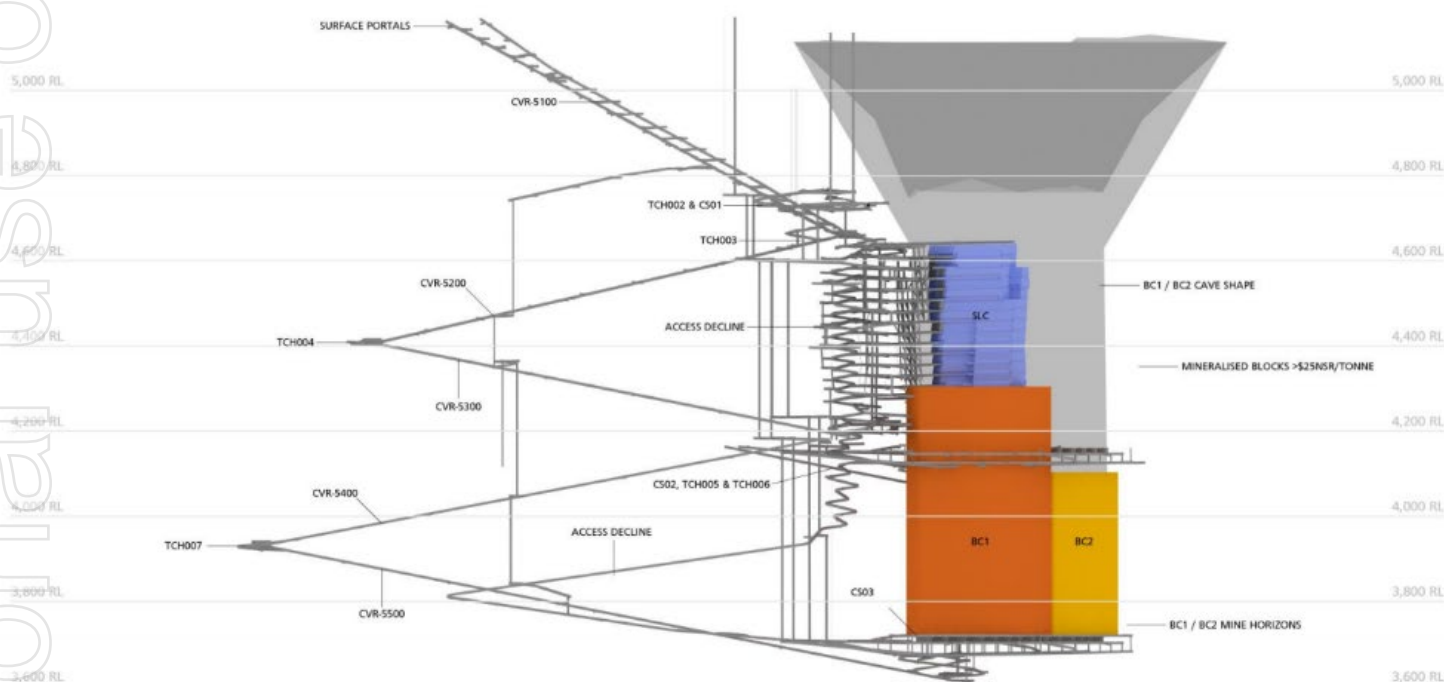 SURFACE PORTALS
5,000 RL
5,000 RL
CVR-5100
4,800 RL
4,800 RL
TCH002 & CS01
TCH003
4,600 RL
4,600 RL
CVR-5200
BC1 / BC2 CAVE SHAPE
SLC
ACCESS DECLINE
TCH004
4,400 RL
4,400 RL
MINERALISED BLOCKS >$25NSR/TONNE
CVR-5300
4,200 RL
4,200 RL
CS02, TCH005 & TCH006
CVR-5400
4,000 RL
4,000 RL
ACCESS DECLINE
TCH007
BC1
BC2
3,800 RL
3,800 RL
CS03
CVR-5500
BC1 / BC2 MINE HORIZONS
3,600 RL
3,600 RL